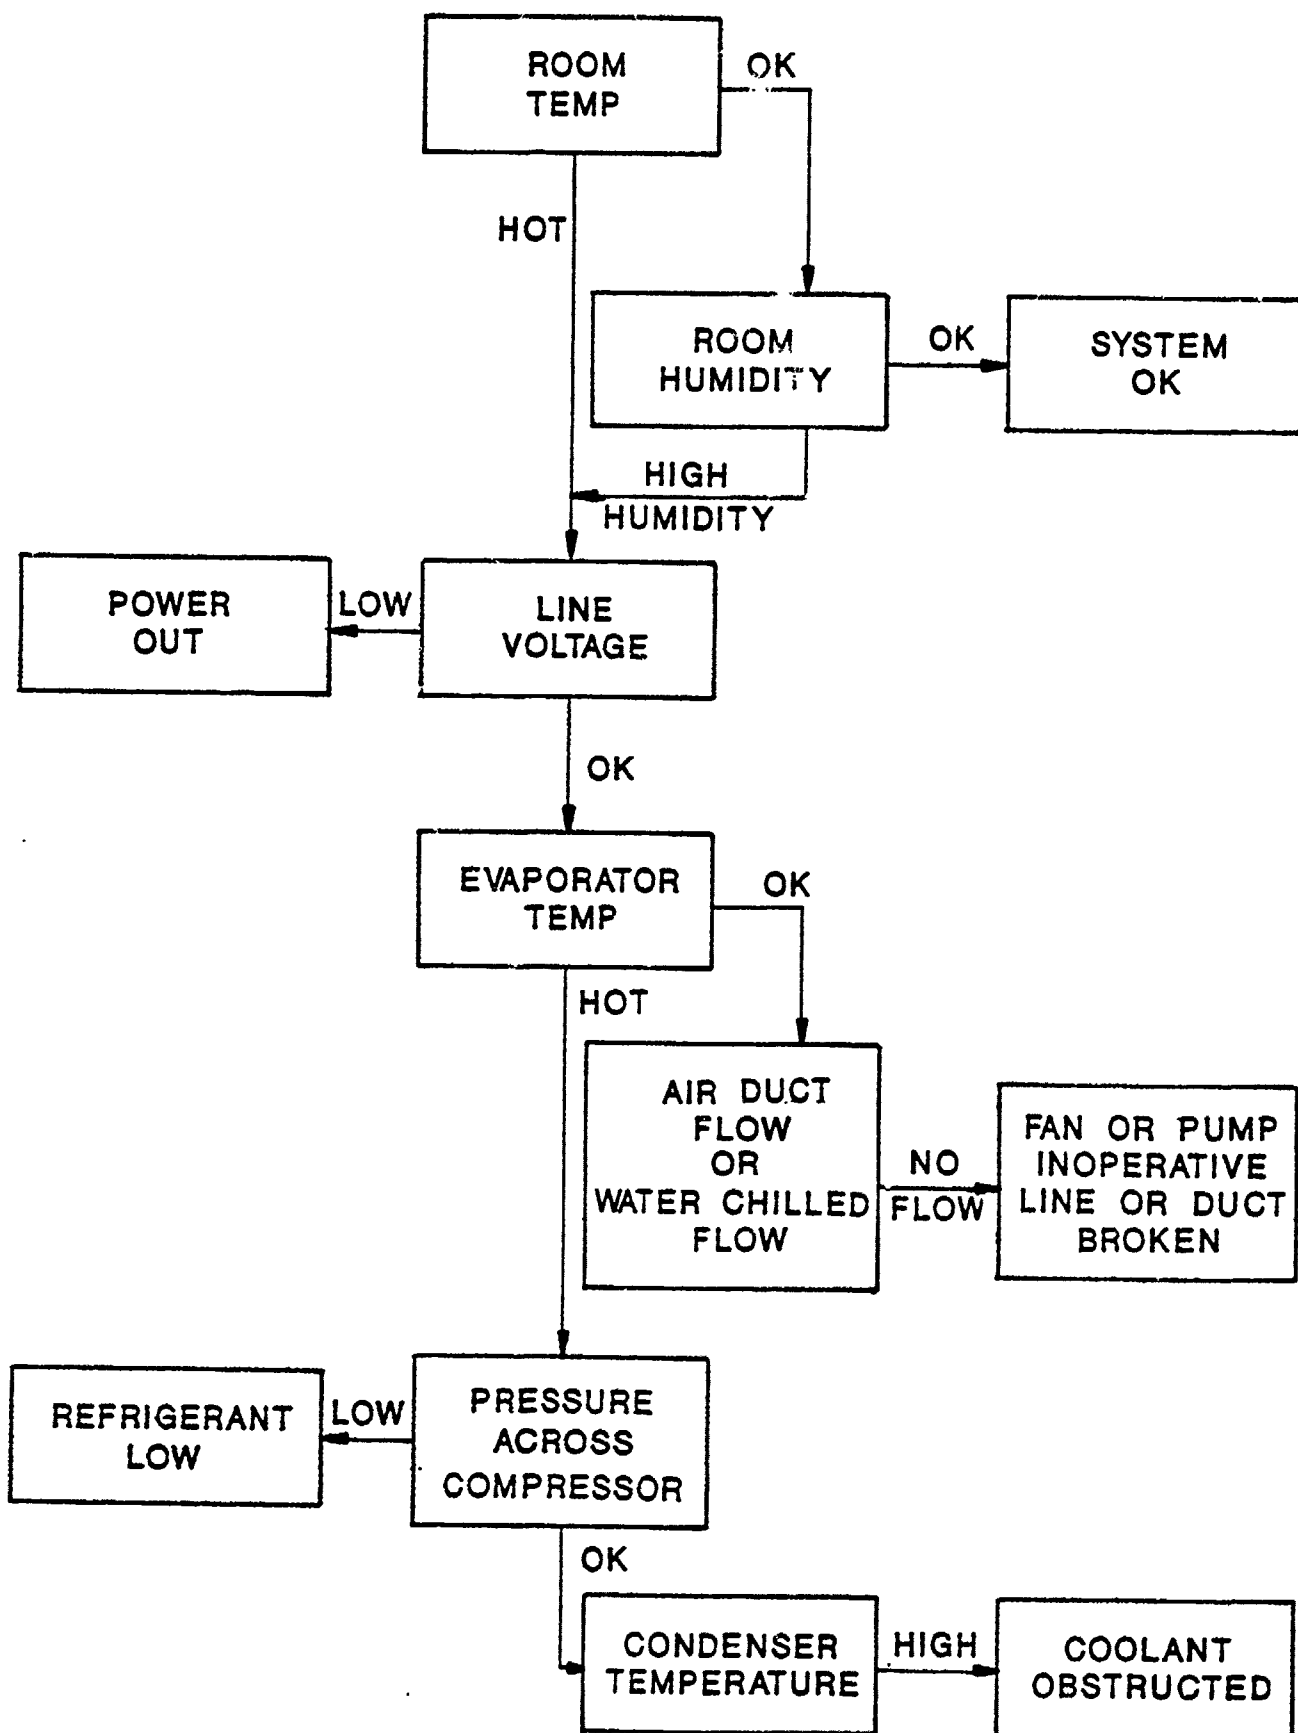 ROOM
TEMP
OK
HOT
ROOM
HUMIDITY
OK
SYSTEM
OK
HIGH
HUMIDITY
POWER
OUT
LOW
LINE
VOLTAGE
OK
EVAPORATOR
TEMP
OK
HOT
AIR DUCT
FLOW
OR
WATER CHILLED
FLOW
NO
FLOW
FAN OR PUMP
INOPERATIVE
LINE OR DUCT
BROKEN
REFRIGERANT
LOW
LOW
PRESSURE
ACROSS
COMPRESSOR
OK
CONDENSER
TEMPERATURE
HIGH
COOLANT
OBSTRUCTED